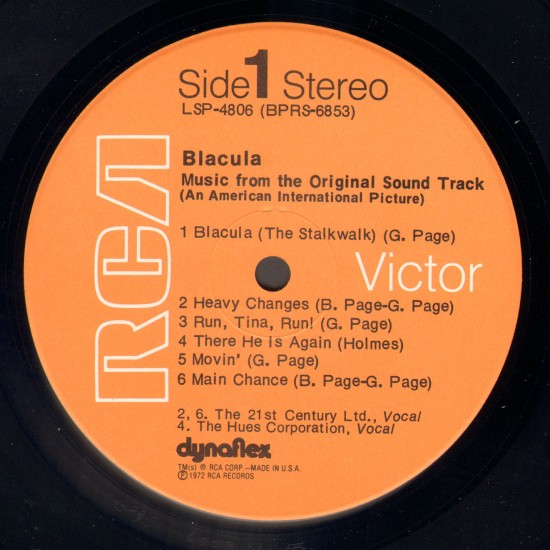 Side 1 Stereo
LSP-4806 (BPRS-6853)
Blacula
Music from the Original Sound Track
(An American International Picture)
1 Blacula (The Stalkwalk) (G. Page)
RCA Victor
2 Heavy Changes (B. Page-G. Page)
3 Run, Tina, Run! (G. Page)
4 There He is Again (Holmes)
5 Movin' (G. Page)
6 Main Chance (B. Page-G. Page)
2, 6. The 21st Century Ltd., Vocal
4. The Hues Corporation, Vocal
dynaflex
TM(s) ® RCA CORP.—MADE IN U.S.A.
℗ 1972 RCA RECORDS